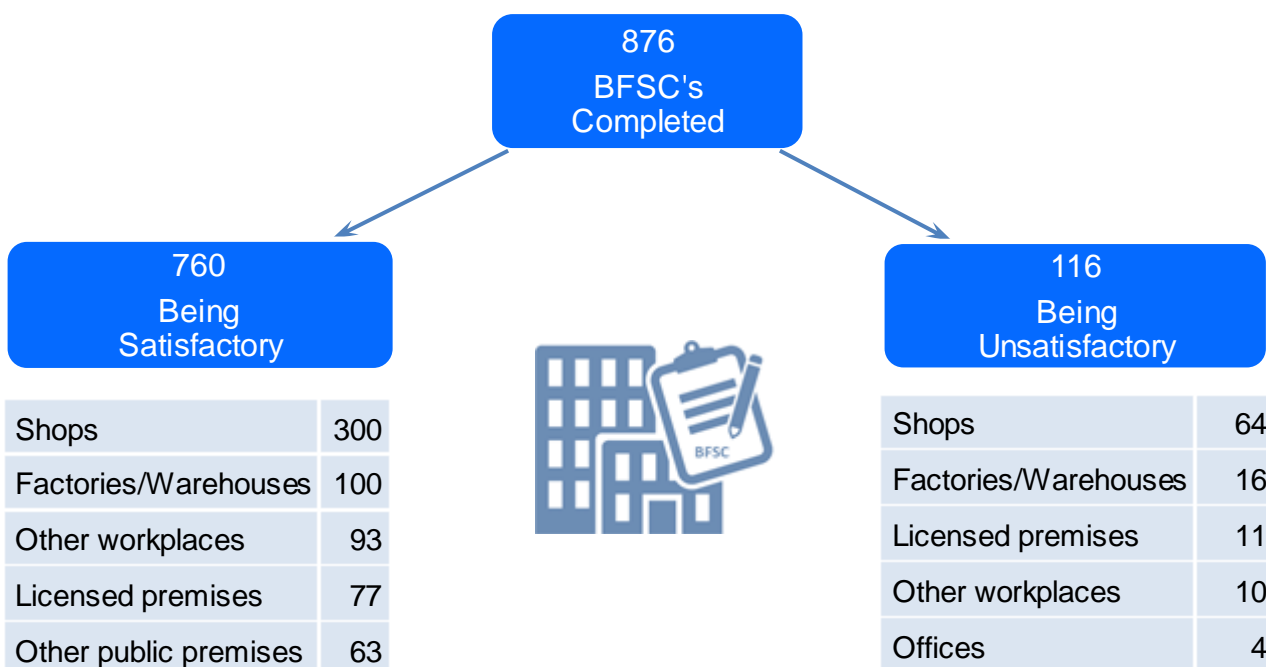 876
BFSC's
Completed
760
Being
Satisfactory
116
Being
Unsatisfactory
BFSC
Shops 300
Factories/Warehouses 100
Other workplaces 93
Licensed premises 77
Other public premises 63
Shops 64
Factories/Warehouses 16
Licensed premises 11
Other workplaces 10
Offices 4